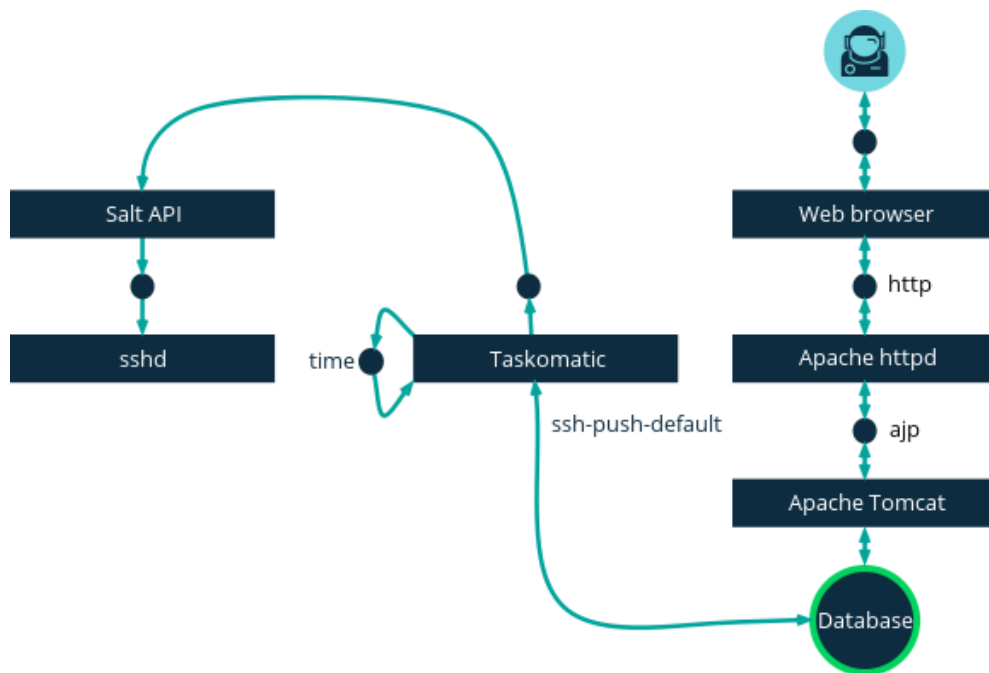 Salt API
Web browser
http
sshd
time
Taskomatic
Apache httpd
ssh-push-default
ajp
Apache Tomcat
Database